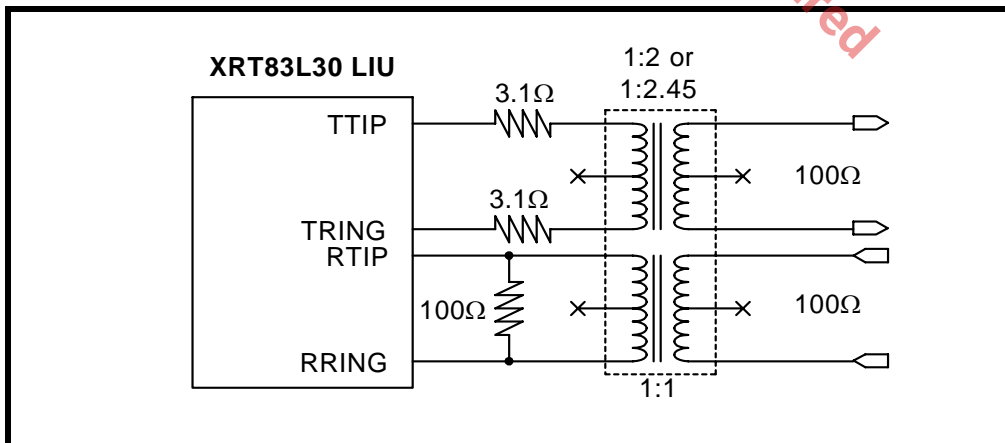 XRT83L30 LIU
1:2 or
1:2.45
3.1Ω
TTIP
100Ω
3.1Ω
TRING
RTIP
100Ω
100Ω
RRING
1:1